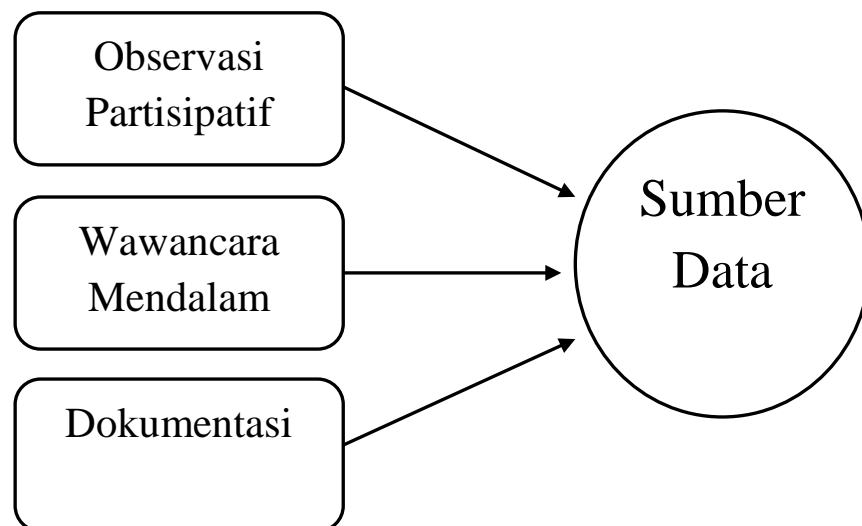 Observasi
Partisipatif
Wawancara
Mendalam
Dokumentasi
Sumber
Data